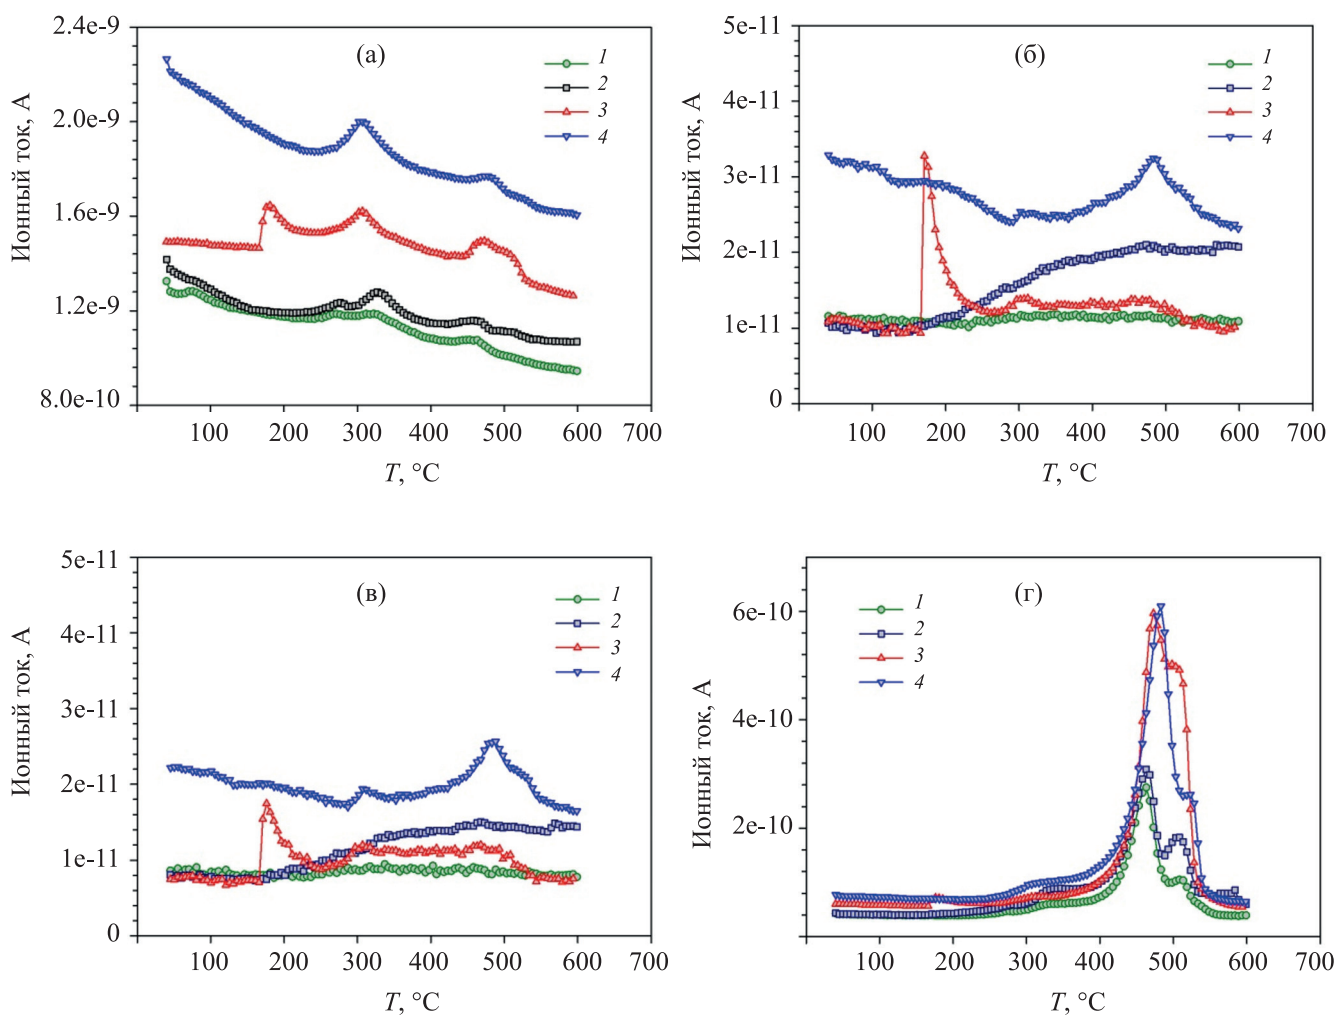 (а)
2.4e-9
2.0e-9
1.6e-9
1.2e-9
8.0e-10
Ионный ток, А
1
2
3
4
100 200 300 400 500 600 700
T, °C
(б)
5e-11
4e-11
3e-11
2e-11
1e-11
0
Ионный ток, А
1
2
3
4
100 200 300 400 500 600 700
T, °C
(в)
5e-11
4e-11
3e-11
2e-11
1e-11
0
Ионный ток, А
1
2
3
4
100 200 300 400 500 600 700
T, °C
(г)
6e-10
4e-10
2e-10
Ионный ток, А
1
2
3
4
100 200 300 400 500 600 700
T, °C